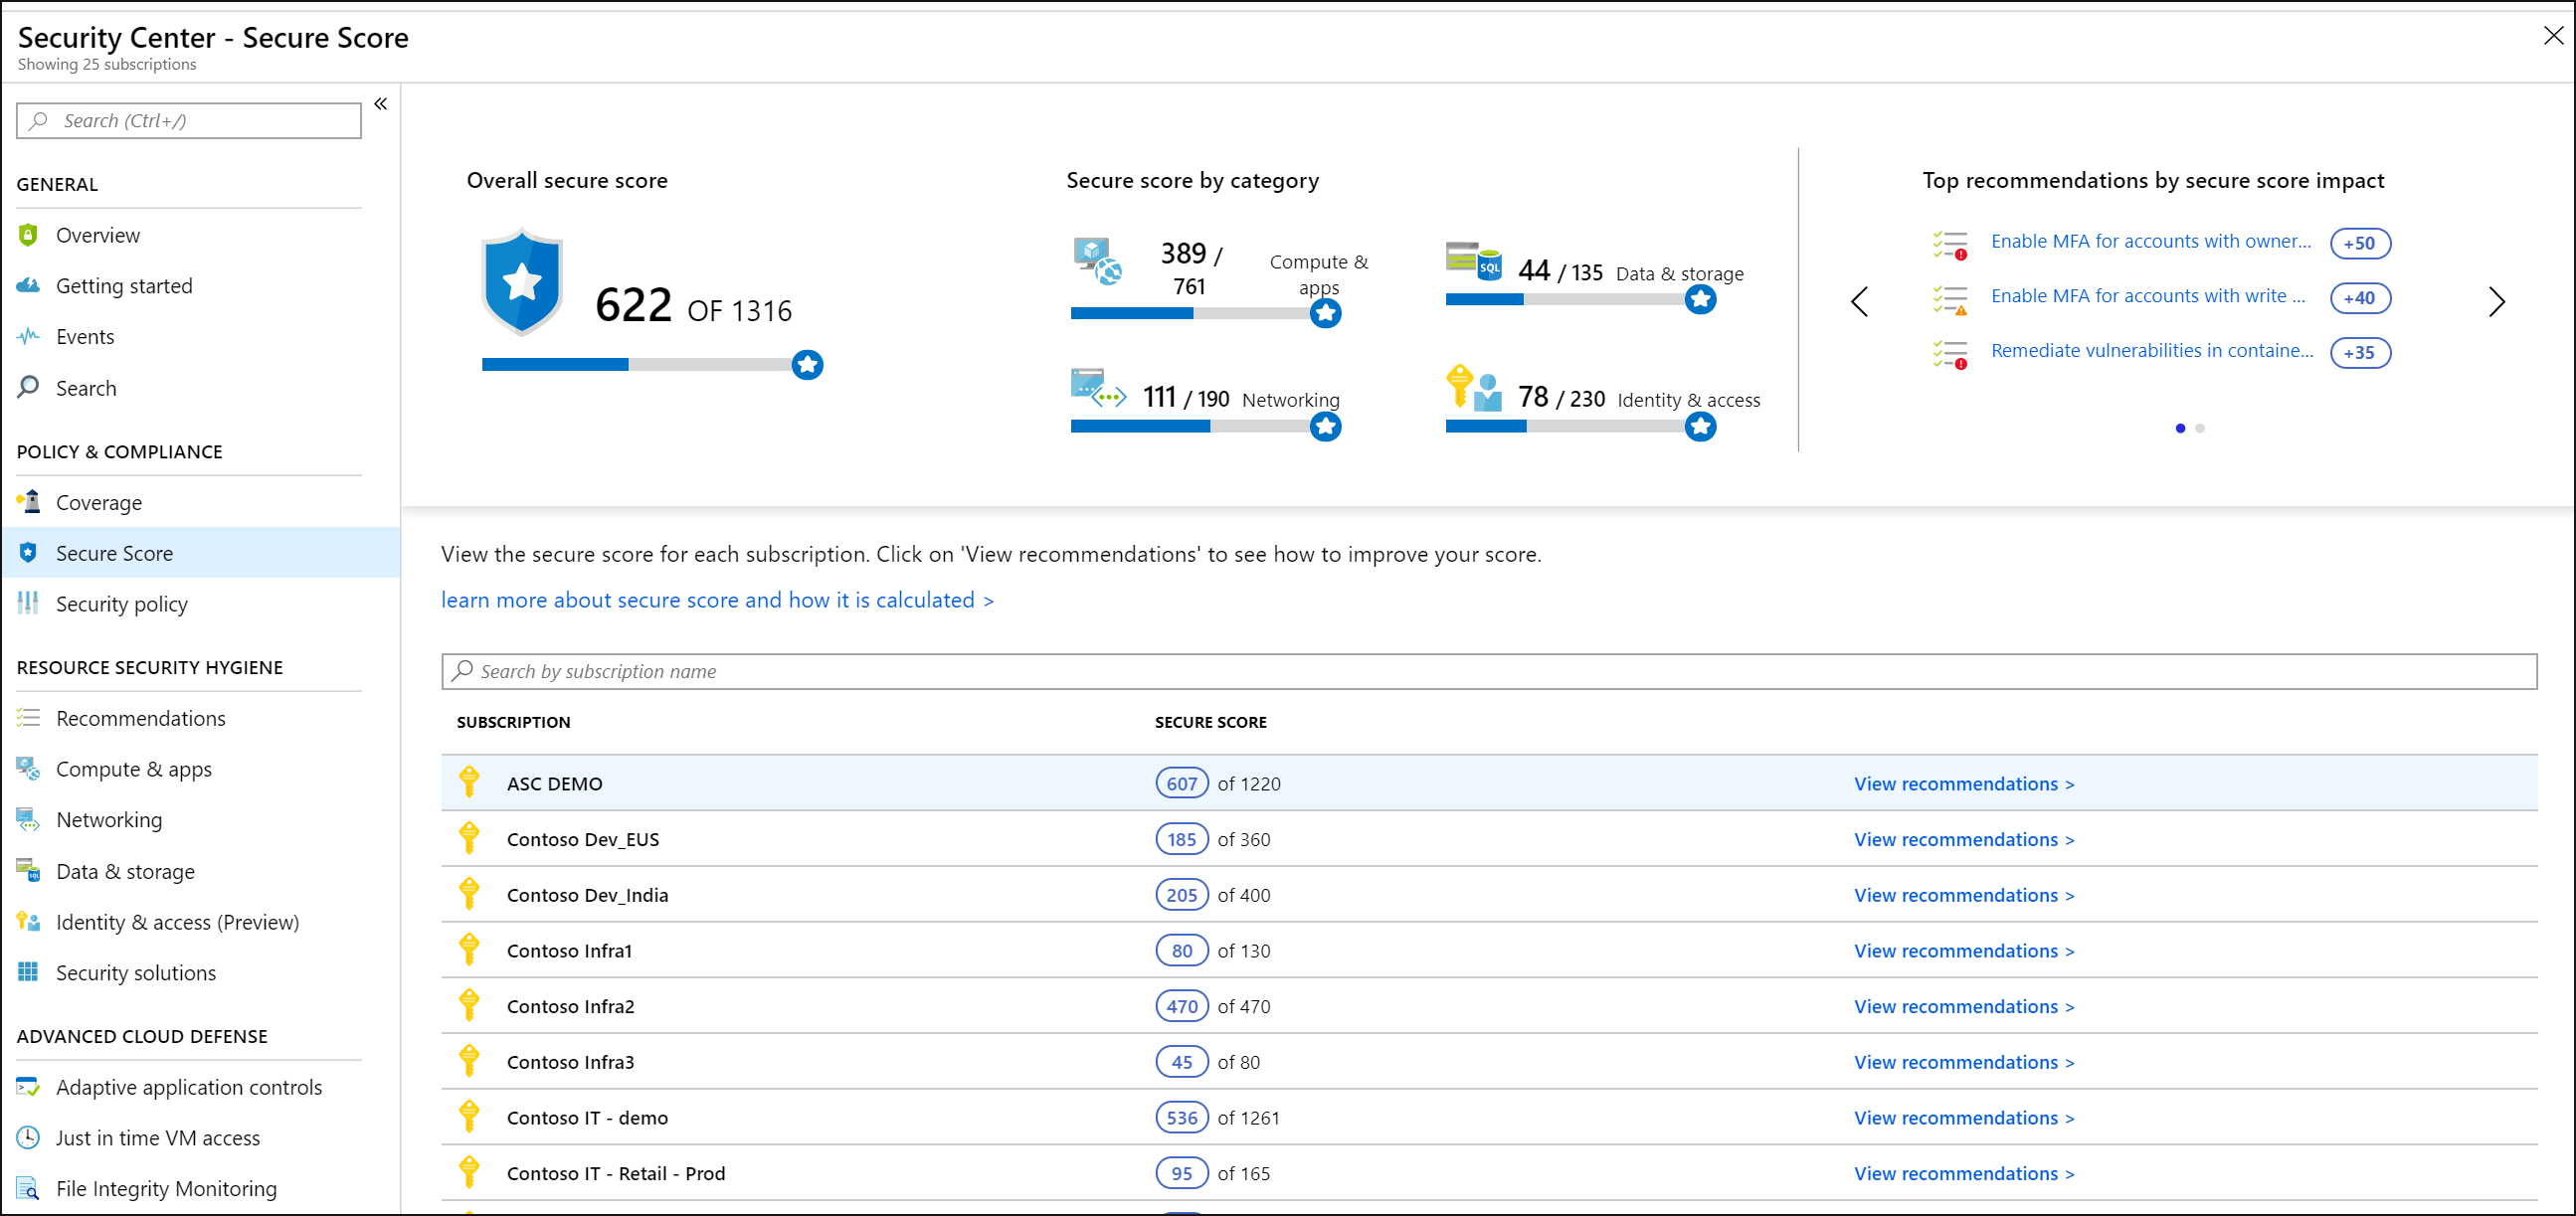 Security Center - Secure Score
Showing 25 subscriptions
Search (Ctrl+/)
GENERAL
Overview
Getting started
Events
Search
POLICY & COMPLIANCE
Coverage
Secure Score
Security policy
RESOURCE SECURITY HYGIENE
Recommendations
Compute & apps
Networking
Data & storage
Identity & access (Preview)
Security solutions
ADVANCED CLOUD DEFENSE
Adaptive application controls
Just in time VM access
File Integrity Monitoring
Overall secure score
622 OF 1316
Secure score by category
389 / 761 Compute & apps
SQL
44 / 135 Data & storage
111 / 190 Networking
78 / 230 Identity & access
Top recommendations by secure score impact
Enable MFA for accounts with owner... +50
Enable MFA for accounts with write ... +40
Remediate vulnerabilities in containe... +35
View the secure score for each subscription. Click on 'View recommendations' to see how to improve your score.
learn more about secure score and how it is calculated >
Search by subscription name
SUBSCRIPTION SECURE SCORE
ASC DEMO 607 of 1220 View recommendations >
Contoso Dev_EUS 185 of 360 View recommendations >
Contoso Dev_India 205 of 400 View recommendations >
Contoso Infra1 80 of 130 View recommendations >
Contoso Infra2 470 of 470 View recommendations >
Contoso Infra3 45 of 80 View recommendations >
Contoso IT - demo 536 of 1261 View recommendations >
Contoso IT - Retail - Prod 95 of 165 View recommendations >